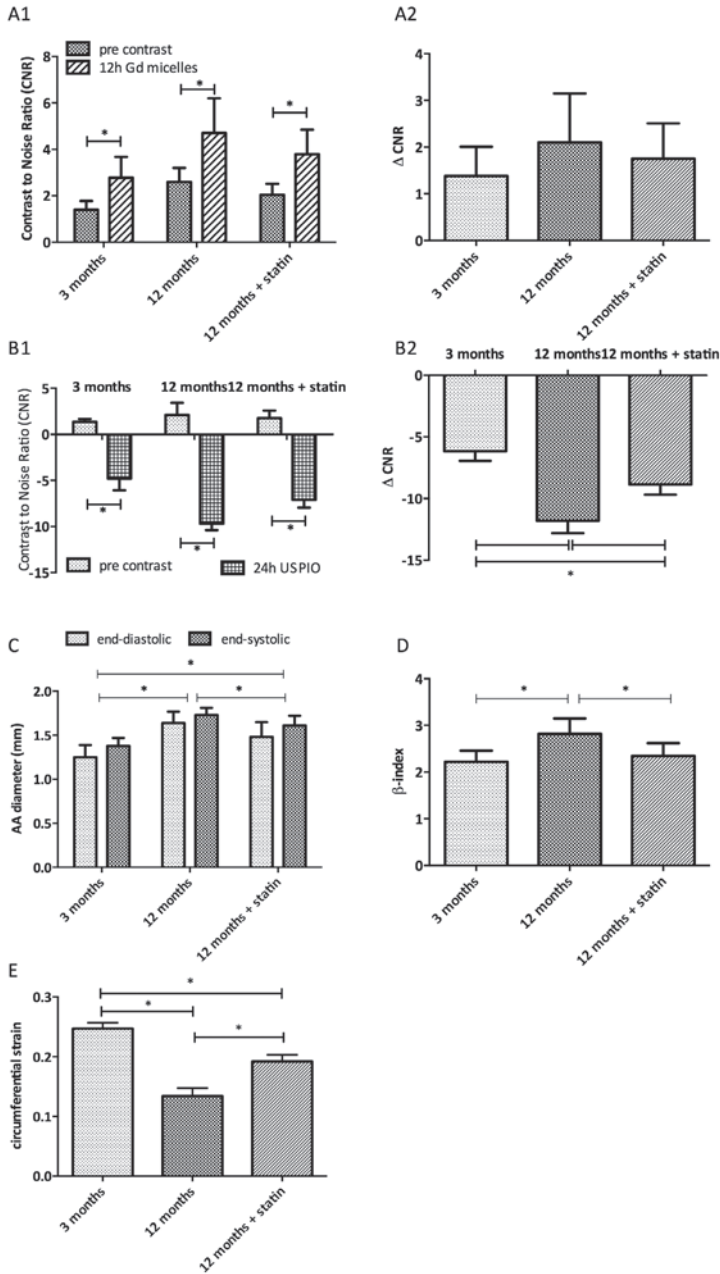 A1
pre contrast
12h Gd micelles
Contrast to Noise Ratio (CNR)
8
6
4
2
0
*
*
*
3 months
12 months
12 months + statin
A2
Δ CNR
4
3
2
1
0
3 months
12 months
12 months + statin
B1
3 months 12 months 12 months + statin
Contrast to Noise Ratio (CNR)
5
0
-5
-10
-15
*
*
*
pre contrast
24h USPIO
B2
3 months 12 months 12 months + statin
Δ CNR
0
-5
-10
-15
*
C
end-diastolic
end-systolic
AA diameter (mm)
2.0
1.5
1.0
0.5
0.0
*
*
*
3 months
12 months
12 months + statin
D
β-index
4
3
2
1
0
*
*
3 months
12 months
12 months + statin
E
circumferential strain
0.3
0.2
0.1
0.0
*
*
*
3 months
12 months
12 months + statin